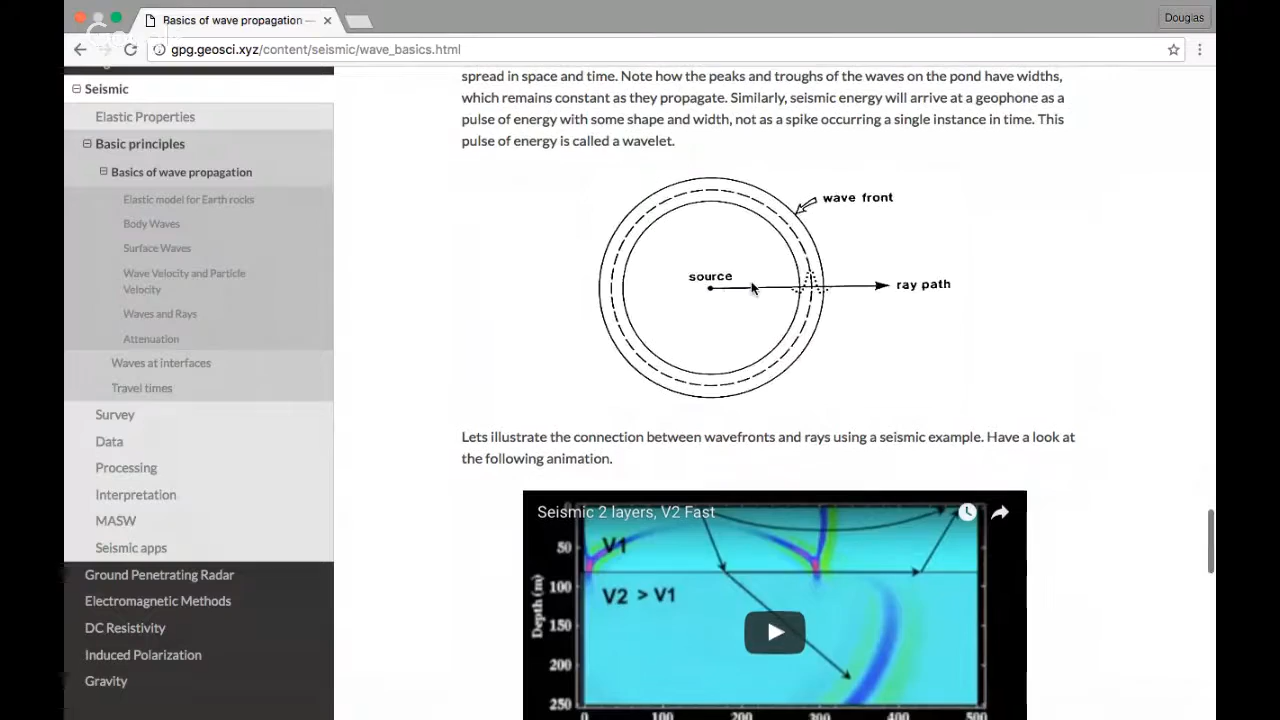 Basics of wave propagation —
Douglas
gpg.geosci.xyz/content/seismic/wave_basics.html
Seismic
Elastic Properties
Basic principles
Basics of wave propagation
Elastic model for Earth rocks
Body Waves
Surface Waves
Wave Velocity and Particle
Velocity
Waves and Rays
Attenuation
Waves at interfaces
Travel times
Survey
Data
Processing
Interpretation
MASW
Seismic apps
Ground Penetrating Radar
Electromagnetic Methods
DC Resistivity
Induced Polarization
Gravity
spread in space and time. Note how the peaks and troughs of the waves on the pond have widths,
which remains constant as they propagate. Similarly, seismic energy will arrive at a geophone as a
pulse of energy with some shape and width, not as a spike occurring a single instance in time. This
pulse of energy is called a wavelet.
wave front
source
ray path
Lets illustrate the connection between wavefronts and rays using a seismic example. Have a look at
the following animation.
Seismic 2 layers, V2 Fast
V1
V2 > V1
Depth (m)
50
100
150
200
250
0 100 200 300 400 500